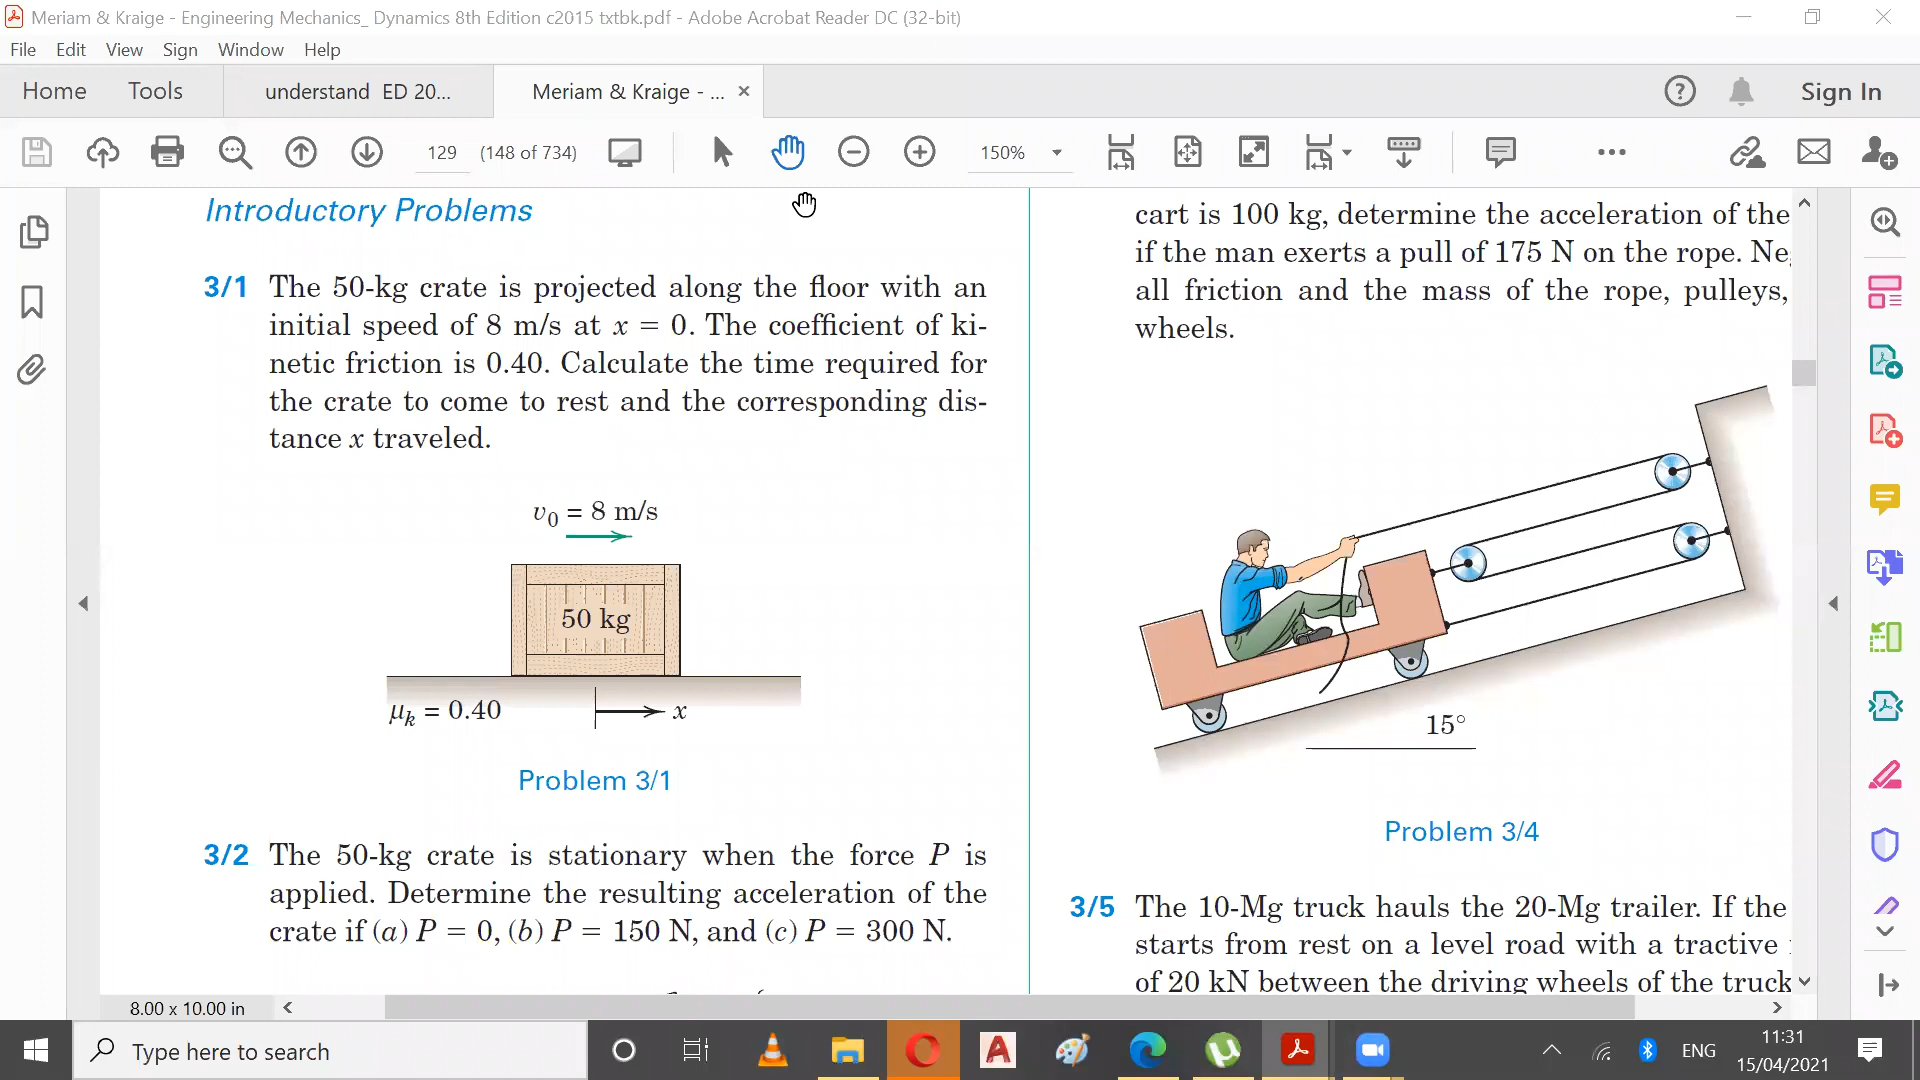 Meriam & Kraige - Engineering Mechanics_ Dynamics 8th Edition c2015 txtbk.pdf - Adobe Acrobat Reader DC (32-bit)
File Edit View Sign Window Help
Home Tools understand ED 20... Meriam & Kraige - ... × Sign In
129 (148 of 734) 150%
Introductory Problems
3/1 The 50-kg crate is projected along the floor with an
initial speed of 8 m/s at x = 0. The coefficient of ki-
netic friction is 0.40. Calculate the time required for
the crate to come to rest and the corresponding dis-
tance x traveled.
v0 = 8 m/s
50 kg
μk = 0.40
x
Problem 3/1
3/2 The 50-kg crate is stationary when the force P is
applied. Determine the resulting acceleration of the
crate if (a) P = 0, (b) P = 150 N, and (c) P = 300 N.
cart is 100 kg, determine the acceleration of the
if the man exerts a pull of 175 N on the rope. Ne
all friction and the mass of the rope, pulleys,
wheels.
15°
Problem 3/4
3/5 The 10-Mg truck hauls the 20-Mg trailer. If the
starts from rest on a level road with a tractive
of 20 kN between the driving wheels of the truck
8.00 x 10.00 in
Type here to search
ENG
11:31
15/04/2021